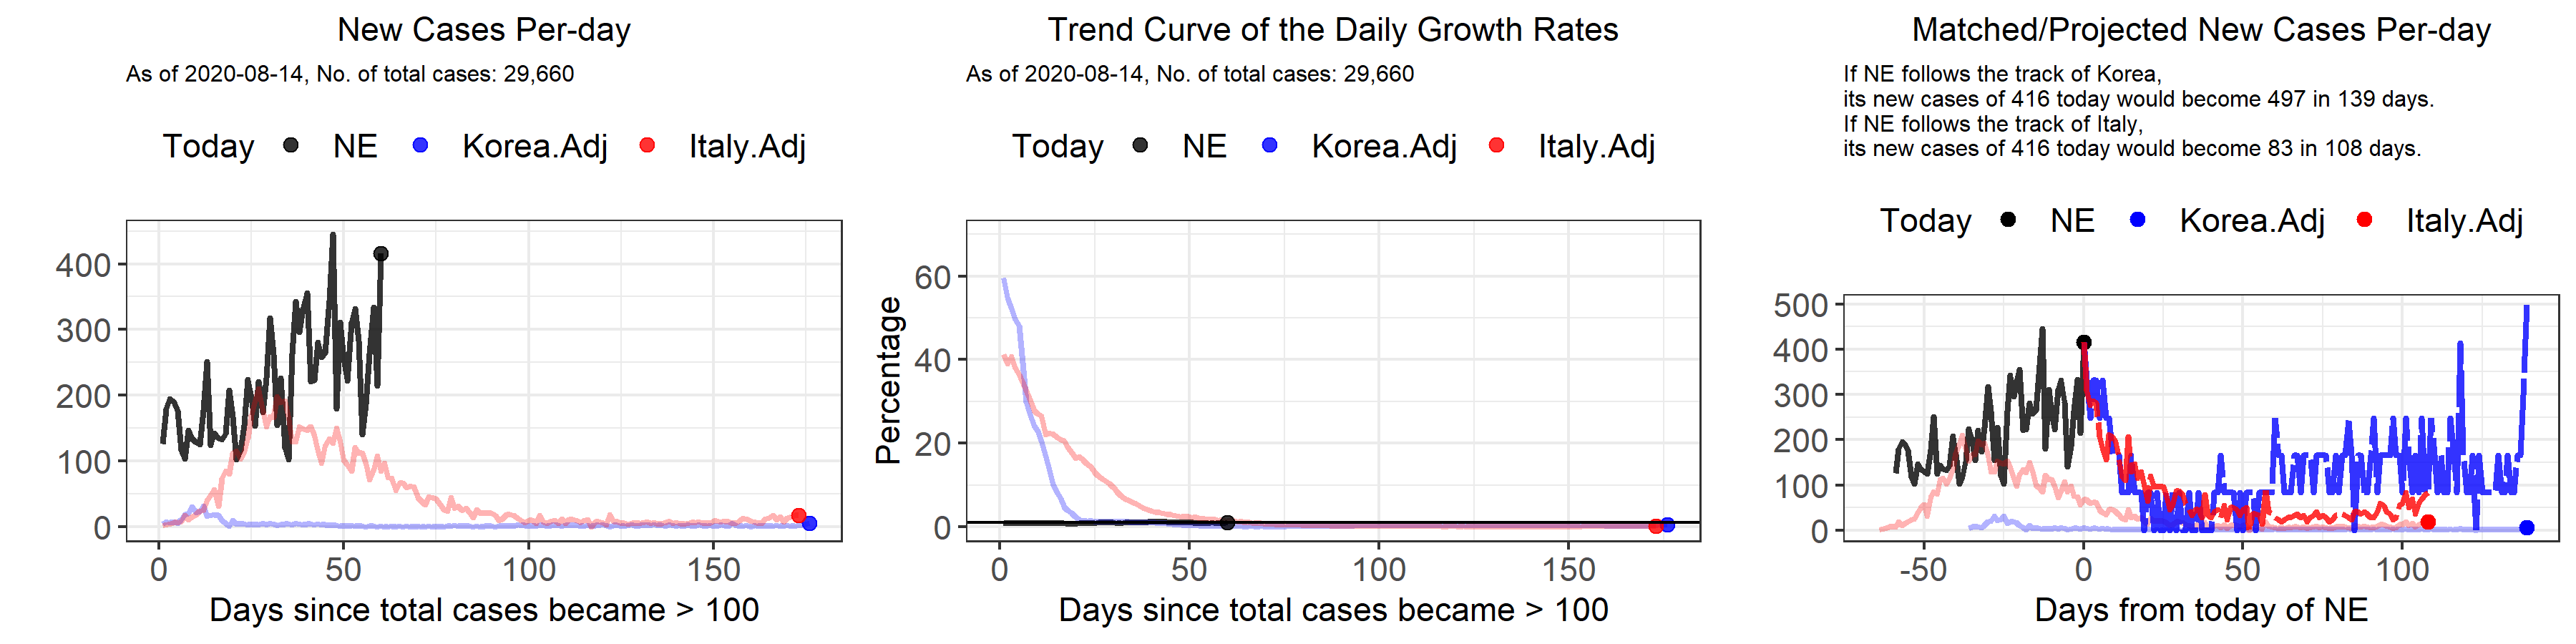 New Cases Per-day
As of 2020-08-14, No. of total cases: 29,660
Today NE Korea.Adj Italy.Adj
400
300
200
100
0
0 50 100 150
Days since total cases became > 100
Trend Curve of the Daily Growth Rates
As of 2020-08-14, No. of total cases: 29,660
Today NE Korea.Adj Italy.Adj
Percentage
60
40
20
0
0 50 100 150
Days since total cases became > 100
Matched/Projected New Cases Per-day
If NE follows the track of Korea,
its new cases of 416 today would become 497 in 139 days.
If NE follows the track of Italy,
its new cases of 416 today would become 83 in 108 days.
Today NE Korea.Adj Italy.Adj
500
400
300
200
100
0
-50 0 50 100
Days from today of NE